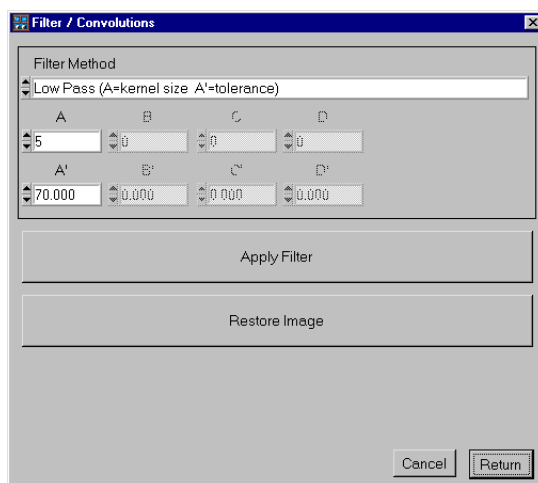 Filter / Convolutions
Filter Method
Low Pass (A=kernel size A'=tolerance)
A B C D
5 0 0 0
A' B' C' D'
70.000 0.000 0.000 0.000
Apply Filter
Restore Image
Cancel Return